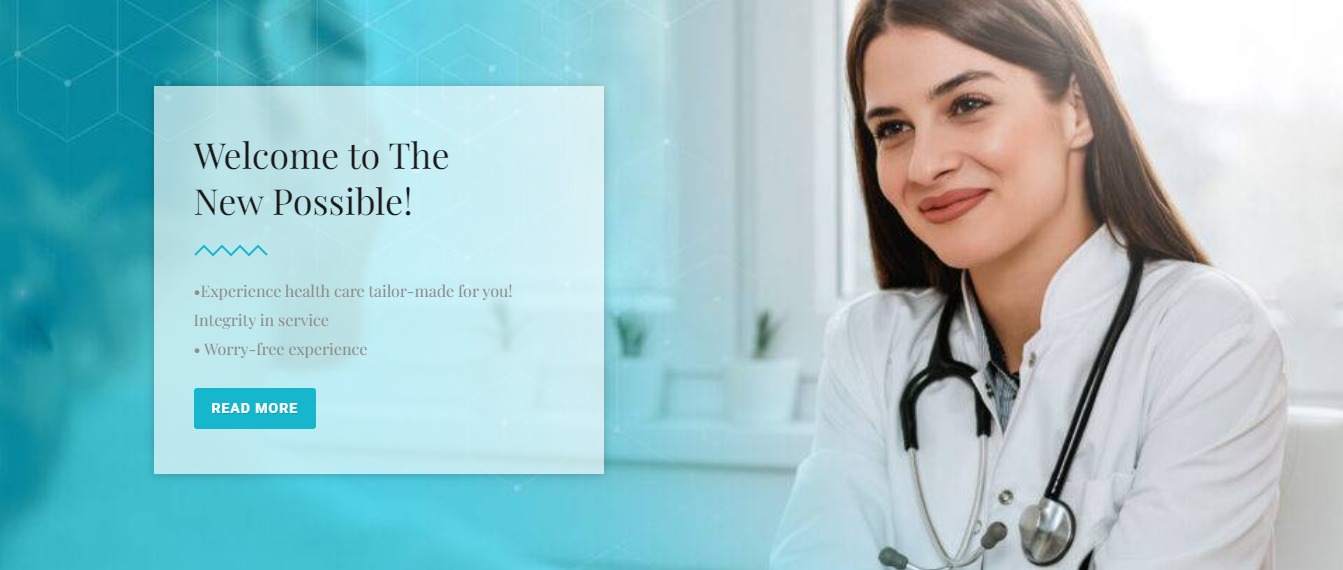 Welcome to The
New Possible!
•Experience health care tailor-made for you!
Integrity in service
• Worry-free experience
READ MORE